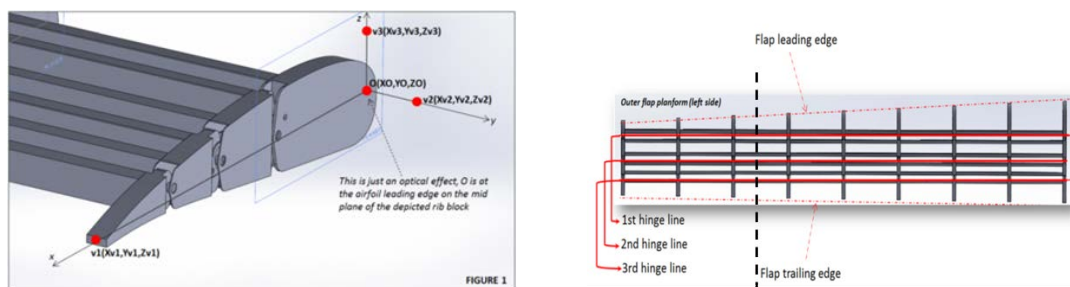 z
v3(Xv3,Yv3,Zv3)
O(XO,YO,ZO)
v2(Xv2,Yv2,Zv2)
y
This is just an optical effect, O is at
the airfoil leading edge on the mid
plane of the depicted rib block
x
v1(Xv1,Yv1,Zv1)
FIGURE 1
Flap leading edge
Outer flap planform (left side)
1st hinge line
2nd hinge line
3rd hinge line
Flap trailing edge